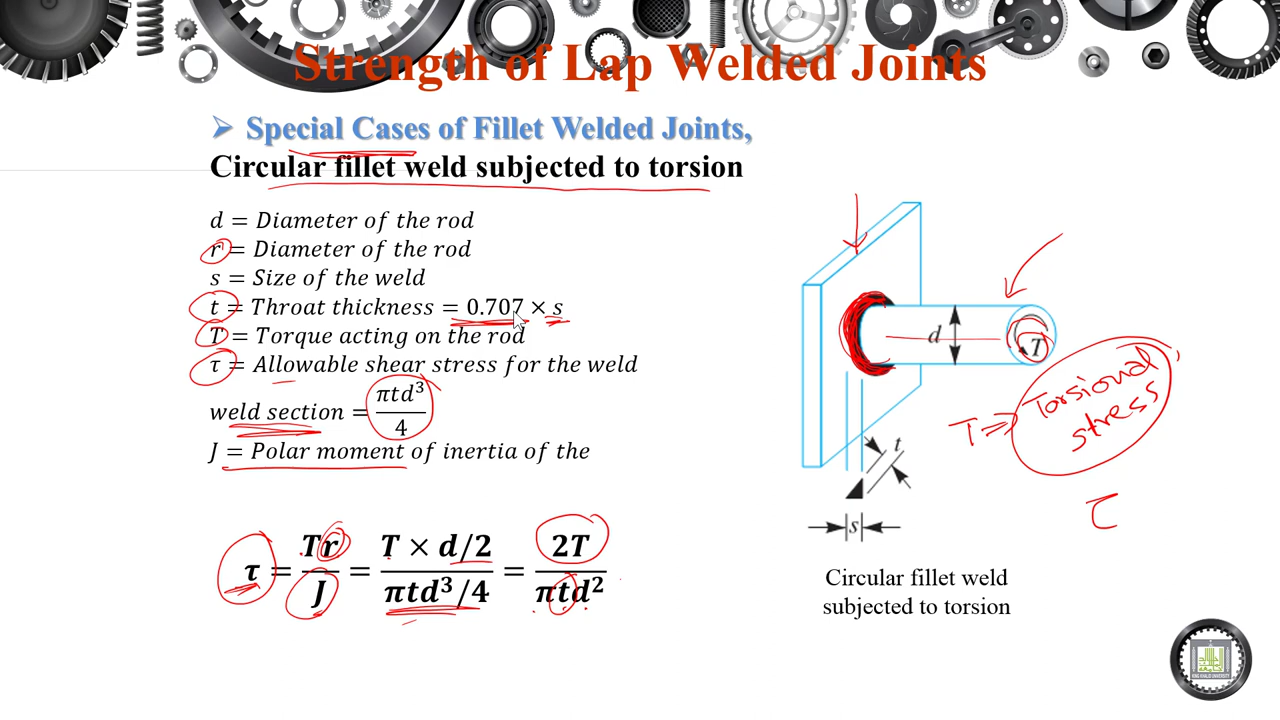 Strength of Lap Welded Joints
➢ Special Cases of Fillet Welded Joints,
Circular fillet weld subjected to torsion
d = Diameter of the rod
r = Diameter of the rod
s = Size of the weld
t = Throat thickness = 0.707 × s
T = Torque acting on the rod
τ = Allowable shear stress for the weld
weld section = πtd³/4
J = Polar moment of inertia of the
τ = Tr/J = T × d/2 / πtd³/4 = 2T/πtd²
d
T
T ⇒ Torsional
stress
τ
t
s
Circular fillet weld
subjected to torsion